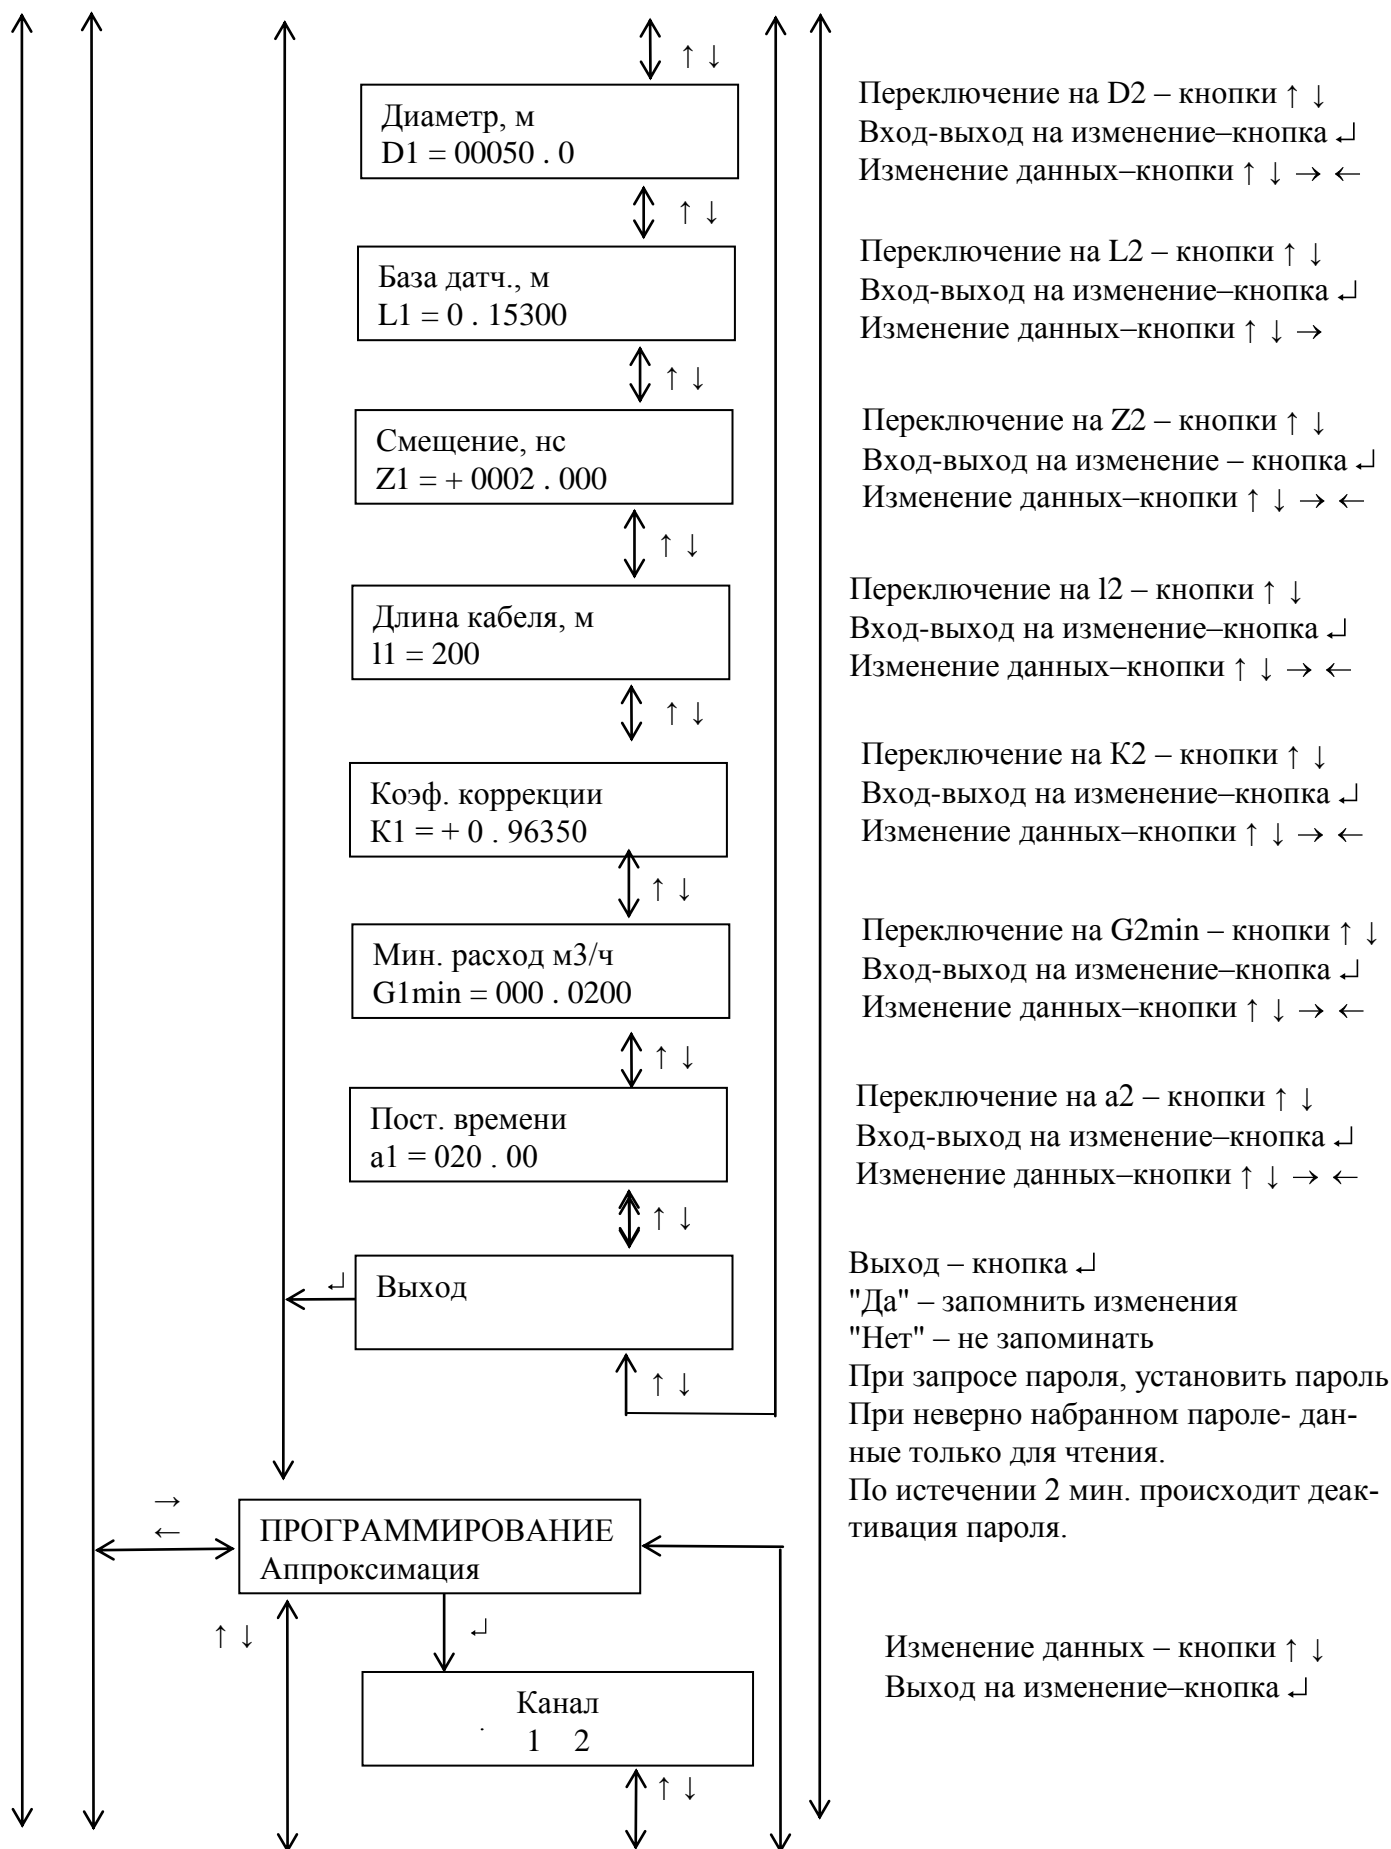 ↑ ↓
Диаметр, м
D1 = 00050 . 0
Переключение на D2 – кнопки ↑ ↓
Вход-выход на изменение–кнопка ↵
Изменение данных–кнопки ↑ ↓ → ←
↑ ↓
База датч., м
L1 = 0 . 15300
Переключение на L2 – кнопки ↑ ↓
Вход-выход на изменение–кнопка ↵
Изменение данных–кнопки ↑ ↓ →
↑ ↓
Смещение, нс
Z1 = + 0002 . 000
Переключение на Z2 – кнопки ↑ ↓
Вход-выход на изменение – кнопка ↵
Изменение данных–кнопки ↑ ↓ → ←
↑ ↓
Длина кабеля, м
l1 = 200
Переключение на l2 – кнопки ↑ ↓
Вход-выход на изменение–кнопка ↵
Изменение данных–кнопки ↑ ↓ → ←
↑ ↓
Коэф. коррекции
К1 = + 0 . 96350
Переключение на К2 – кнопки ↑ ↓
Вход-выход на изменение–кнопка ↵
Изменение данных–кнопки ↑ ↓ → ←
↑ ↓
Мин. расход м3/ч
G1min = 000 . 0200
Переключение на G2min – кнопки ↑ ↓
Вход-выход на изменение–кнопка ↵
Изменение данных–кнопки ↑ ↓ → ←
↑ ↓
Пост. времени
а1 = 020 . 00
Переключение на а2 – кнопки ↑ ↓
Вход-выход на изменение–кнопка ↵
Изменение данных–кнопки ↑ ↓ → ←
↑ ↓
↵
Выход
↑ ↓
Выход – кнопка ↵
"Да" – запомнить изменения
"Нет" – не запоминать
При запросе пароля, установить пароль
При неверно набранном пароле- дан-
ные только для чтения.
По истечении 2 мин. происходит деак-
тивация пароля.
→
←
ПРОГРАММИРОВАНИЕ
Аппроксимация
↑ ↓
↵
Канал
1 2
Изменение данных – кнопки ↑ ↓
Выход на изменение–кнопка ↵
↑ ↓